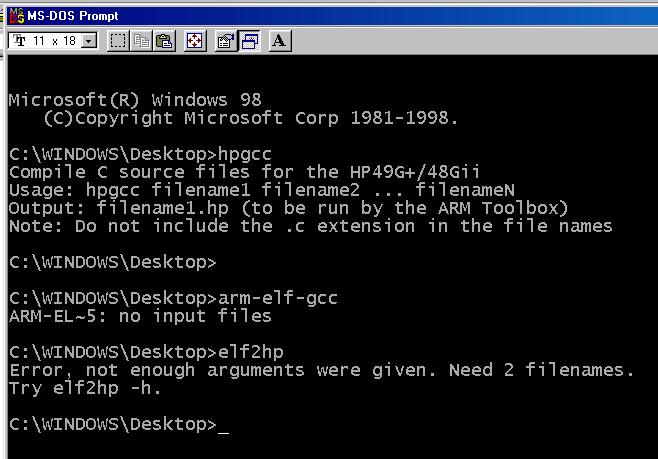 MS-DOS Prompt
11 x 18
A
Microsoft(R) Windows 98
(C)Copyright Microsoft Corp 1981-1998.
C:\WINDOWS\Desktop>hpgcc
Compile C source files for the HP49G+/48Gii
Usage: hpgcc filename1 filename2 ... filenameN
Output: filename1.hp (to be run by the ARM Toolbox)
Note: Do not include the .c extension in the file names
C:\WINDOWS\Desktop>
C:\WINDOWS\Desktop>arm-elf-gcc
ARM-EL~5: no input files
C:\WINDOWS\Desktop>elf2hp
Error, not enough arguments were given. Need 2 filenames.
Try elf2hp -h.
C:\WINDOWS\Desktop>_